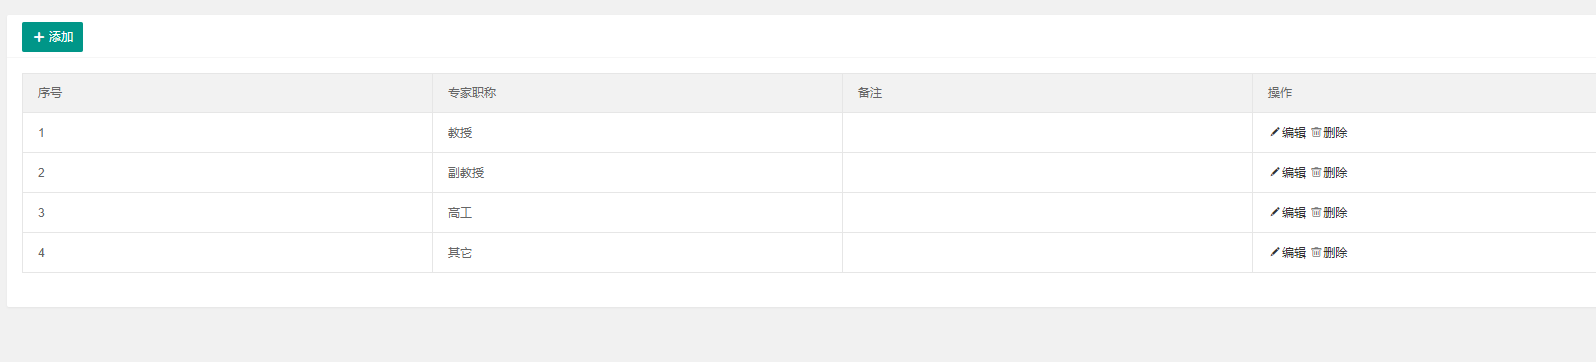 添加
序号 专家职称 备注 操作
1 教授 编辑 删除
2 副教授 编辑 删除
3 高工 编辑 删除
4 其它 编辑 删除